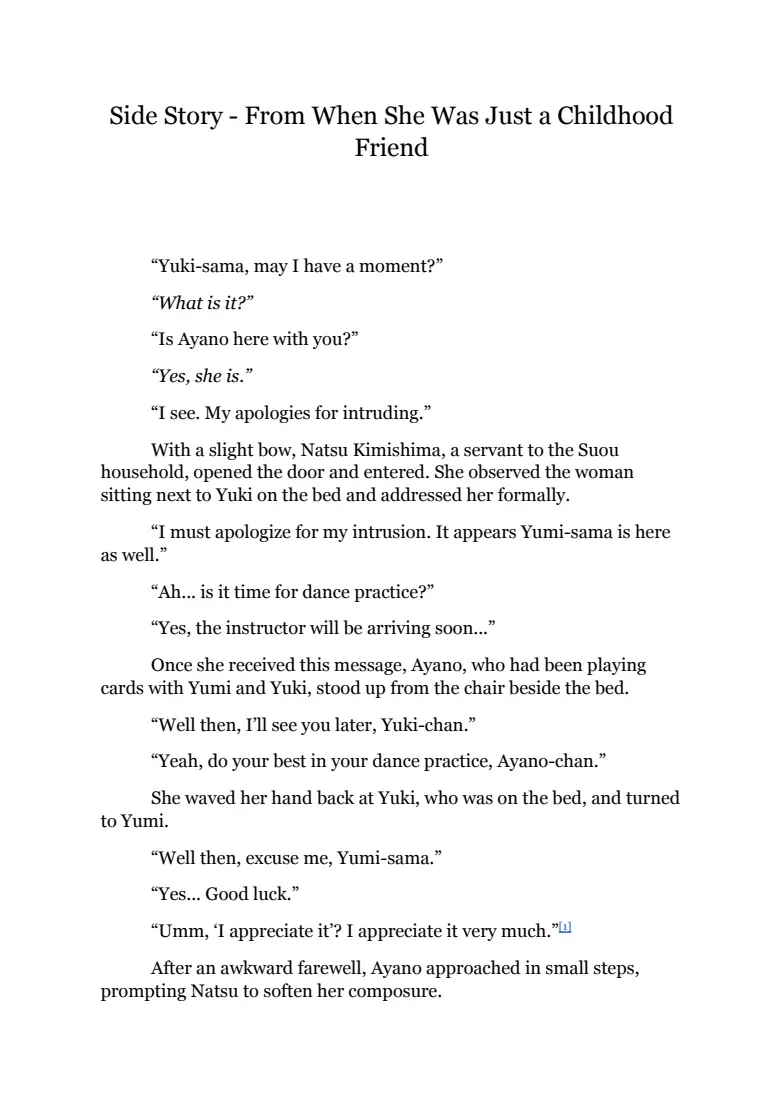 Side Story - From When She Was Just a Childhood
Friend
“Yuki-sama, may I have a moment?”
“What is it?”
“Is Ayano here with you?”
“Yes, she is.”
“I see. My apologies for intruding.”
With a slight bow, Natsu Kimishima, a servant to the Suou
household, opened the door and entered. She observed the woman
sitting next to Yuki on the bed and addressed her formally.
“I must apologize for my intrusion. It appears Yumi-sama is here
as well.”
“Ah... is it time for dance practice?”
“Yes, the instructor will be arriving soon...”
Once she received this message, Ayano, who had been playing
cards with Yumi and Yuki, stood up from the chair beside the bed.
“Well then, I’ll see you later, Yuki-chan.”
“Yeah, do your best in your dance practice, Ayano-chan.”
She waved her hand back at Yuki, who was on the bed, and turned
to Yumi.
“Well then, excuse me, Yumi-sama.”
“Yes... Good luck.”
“Umm, ‘I appreciate it’? I appreciate it very much.”[1]
After an awkward farewell, Ayano approached in small steps,
prompting Natsu to soften her composure.